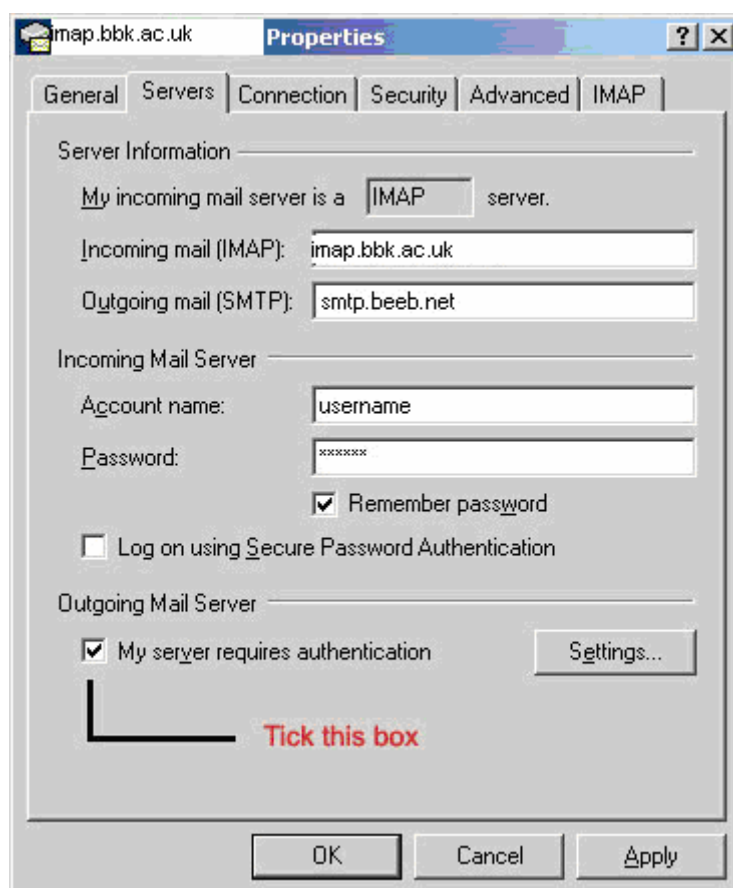 imap.bbk.ac.uk Properties
General Servers Connection Security Advanced IMAP
Server Information
My incoming mail server is a IMAP server.
Incoming mail (IMAP): imap.bbk.ac.uk
Outgoing mail (SMTP): smtp.beeb.net
Incoming Mail Server
Account name: username
Password: ******
Remember password
Log on using Secure Password Authentication
Outgoing Mail Server
My server requires authentication Settings...
Tick this box
OK Cancel Apply